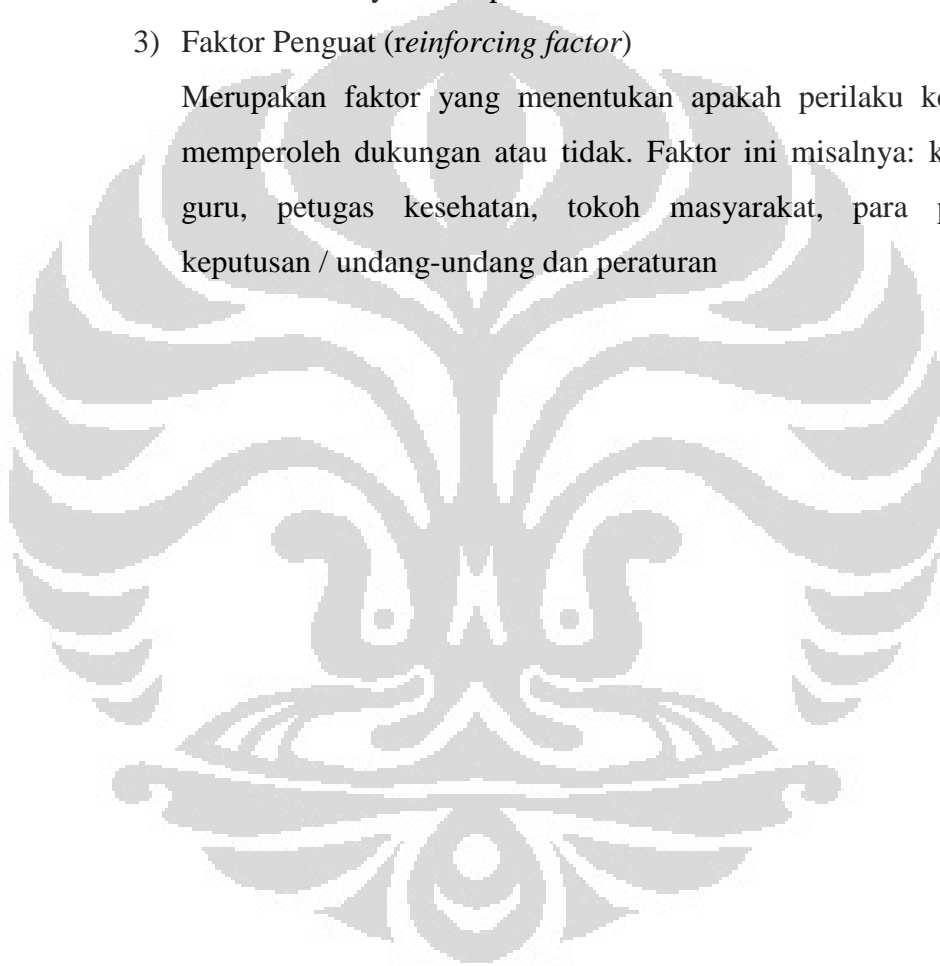 3) Faktor Penguat (reinforcing factor)
Merupakan faktor yang menentukan apakah perilaku
memperoleh dukungan atau tidak. Faktor ini misalnya:
guru, petugas kesehatan, tokoh masyarakat, para
keputusan / undang-undang dan peraturan